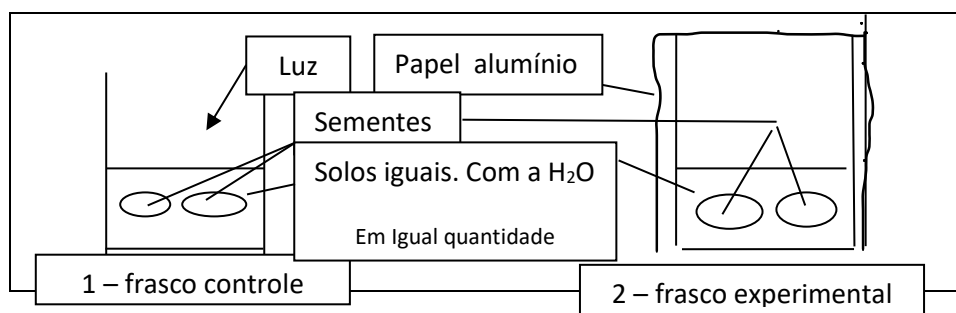 Luz
Papel alumínio
Sementes
Solos iguais. Com a H₂O
Em Igual quantidade
1 – frasco controle
2 – frasco experimental